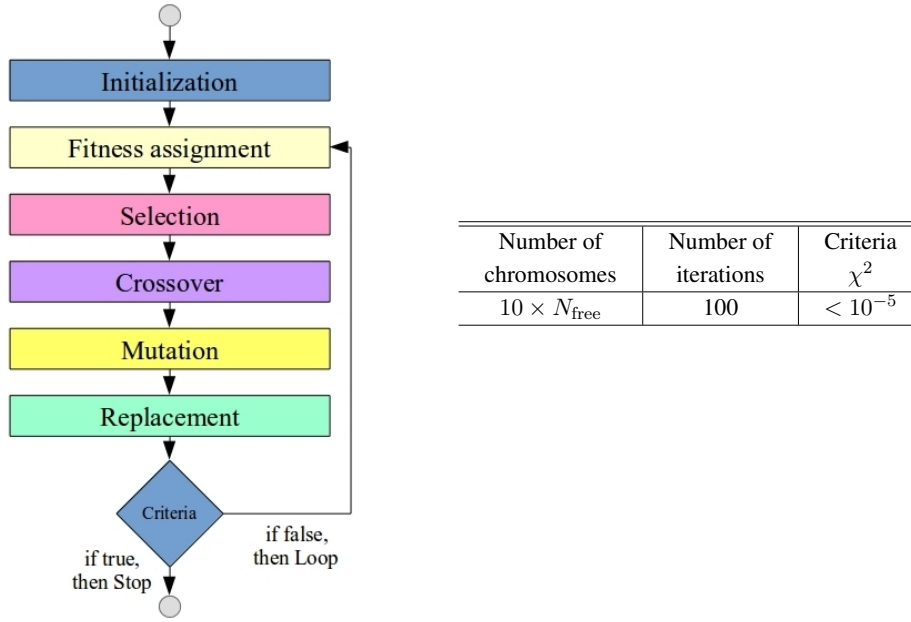 Initialization
Fitness assignment
Selection
Crossover
Mutation
Replacement
Criteria
if true,
then Stop
if false,
then Loop
Number of | Number of | Criteria
chromosomes | iterations | χ²
10 × N_free | 100 | < 10⁻⁵